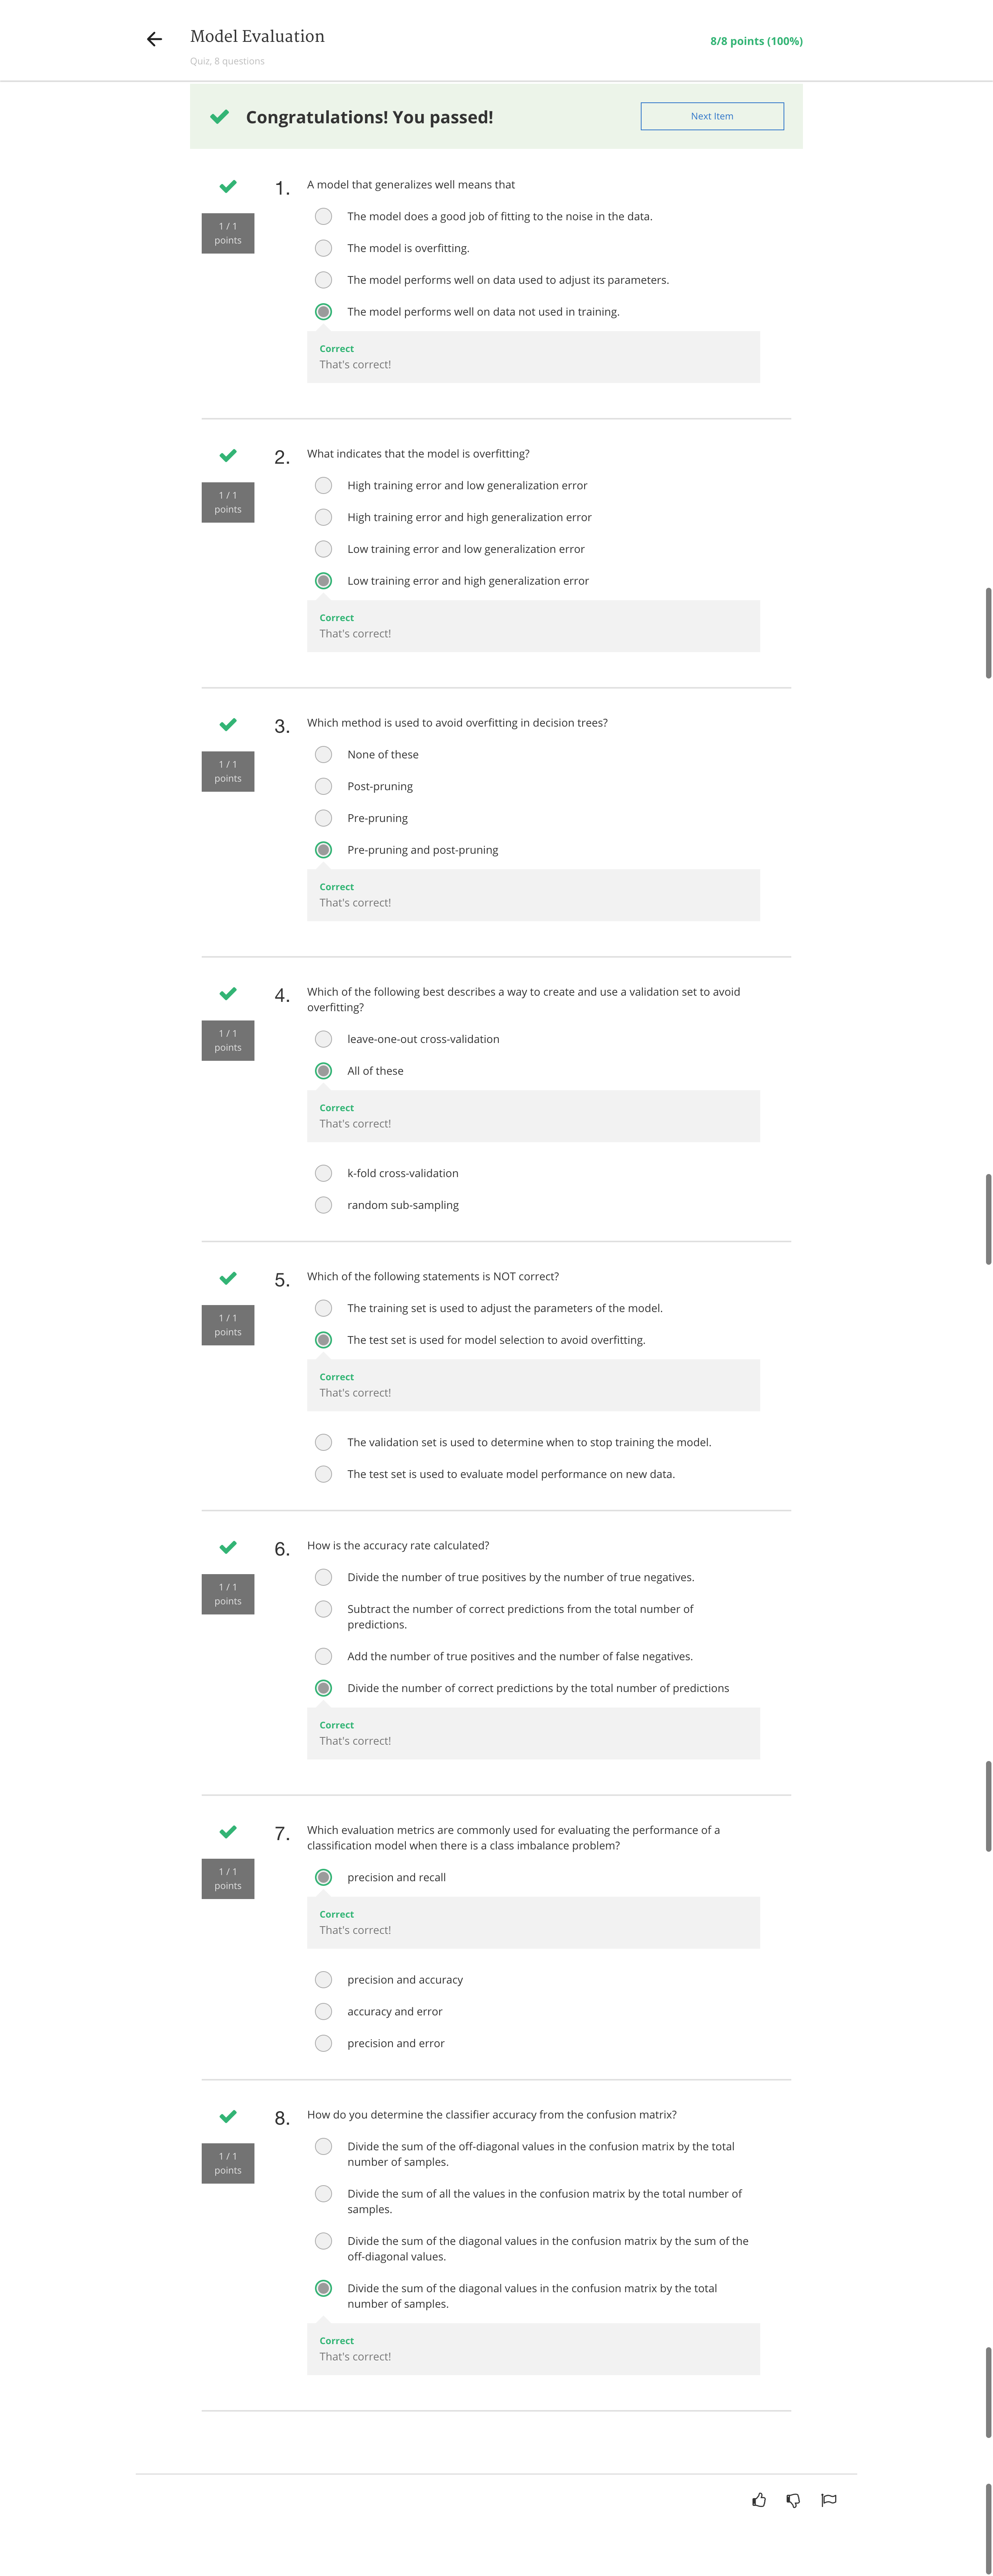 Model Evaluation
8/8 points (100%)
Quiz, 8 questions
Congratulations! You passed!
Next Item
1 / 1
points
1.
A model that generalizes well means that
The model does a good job of fitting to the noise in the data.
The model is overfitting.
The model performs well on data used to adjust its parameters.
The model performs well on data not used in training.
Correct
That's correct!
1 / 1
points
2.
What indicates that the model is overfitting?
High training error and low generalization error
High training error and high generalization error
Low training error and low generalization error
Low training error and high generalization error
Correct
That's correct!
1 / 1
points
3.
Which method is used to avoid overfitting in decision trees?
None of these
Post-pruning
Pre-pruning
Pre-pruning and post-pruning
Correct
That's correct!
1 / 1
points
4.
Which of the following best describes a way to create and use a validation set to avoid
overfitting?
leave-one-out cross-validation
All of these
Correct
That's correct!
k-fold cross-validation
random sub-sampling
1 / 1
points
5.
Which of the following statements is NOT correct?
The training set is used to adjust the parameters of the model.
The test set is used for model selection to avoid overfitting.
Correct
That's correct!
The validation set is used to determine when to stop training the model.
The test set is used to evaluate model performance on new data.
1 / 1
points
6.
How is the accuracy rate calculated?
Divide the number of true positives by the number of true negatives.
Subtract the number of correct predictions from the total number of
predictions.
Add the number of true positives and the number of false negatives.
Divide the number of correct predictions by the total number of predictions
Correct
That's correct!
1 / 1
points
7.
Which evaluation metrics are commonly used for evaluating the performance of a
classification model when there is a class imbalance problem?
precision and recall
Correct
That's correct!
precision and accuracy
accuracy and error
precision and error
1 / 1
points
8.
How do you determine the classifier accuracy from the confusion matrix?
Divide the sum of the off-diagonal values in the confusion matrix by the total
number of samples.
Divide the sum of all the values in the confusion matrix by the total number of
samples.
Divide the sum of the diagonal values in the confusion matrix by the sum of the
off-diagonal values.
Divide the sum of the diagonal values in the confusion matrix by the total
number of samples.
Correct
That's correct!